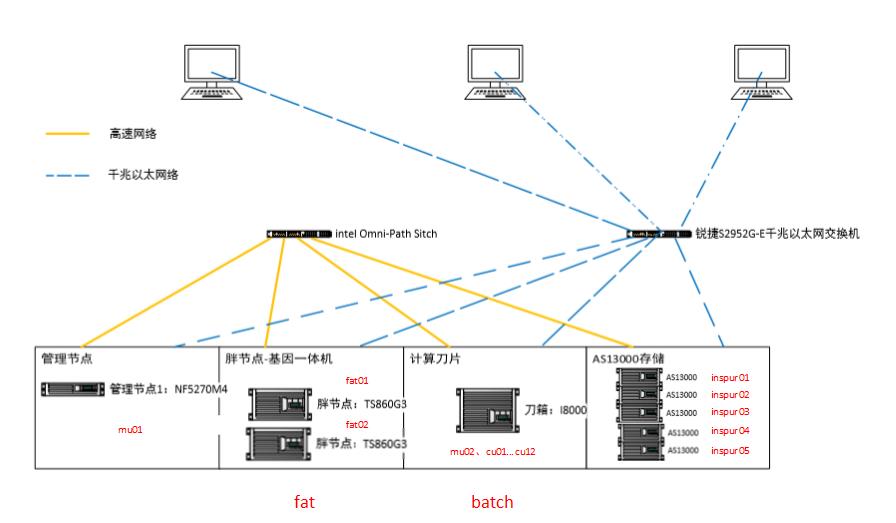 高速网络
千兆以太网络
intel Omni-Path Sitch
锐捷S2952G-E千兆以太网交换机
管理节点
管理节点1：NF5270M4
mu01
胖节点-基因一体机
fat01
胖节点：TS860G3
fat02
胖节点：TS860G3
计算刀片
刀箱：I8000
mu02、cu01...cu12
AS13000存储
AS13000 inspur01
AS13000 inspur02
AS13000 inspur03
AS13000 inspur04
AS13000 inspur05
fat
batch